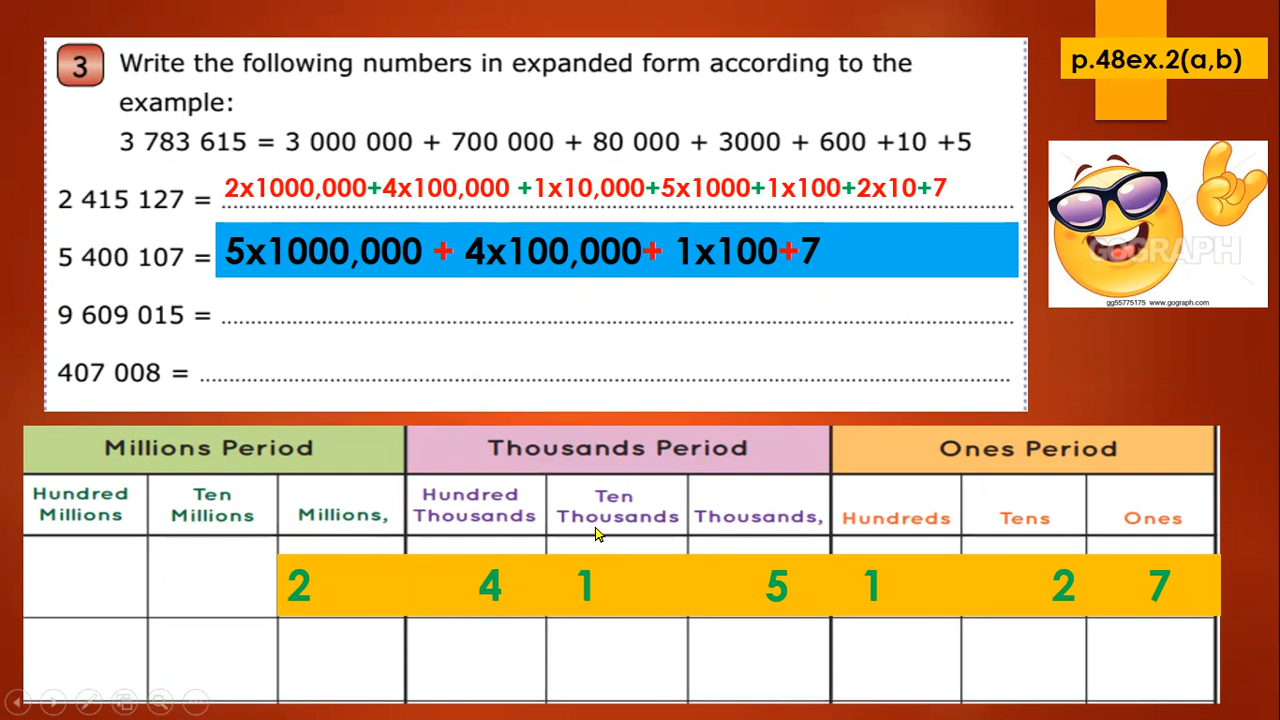 p.48ex.2(a,b)
3 Write the following numbers in expanded form according to the
example:
3 783 615 = 3 000 000 + 700 000 + 80 000 + 3000 + 600 +10 +5
2 415 127 = 2x1000,000+4x100,000 +1x10,000+5x1000+1x100+2x10+7
5 400 107 = 5x1000,000 + 4x100,000+ 1x100+7
9 609 015 =
407 008 =
GOGRAPH
gg55775175 www.gograph.com
Millions Period Thousands Period Ones Period
Hundred Millions Ten Millions Millions, Hundred Thousands Ten Thousands Thousands, Hundreds Tens Ones
2 4 1 5 1 2 7